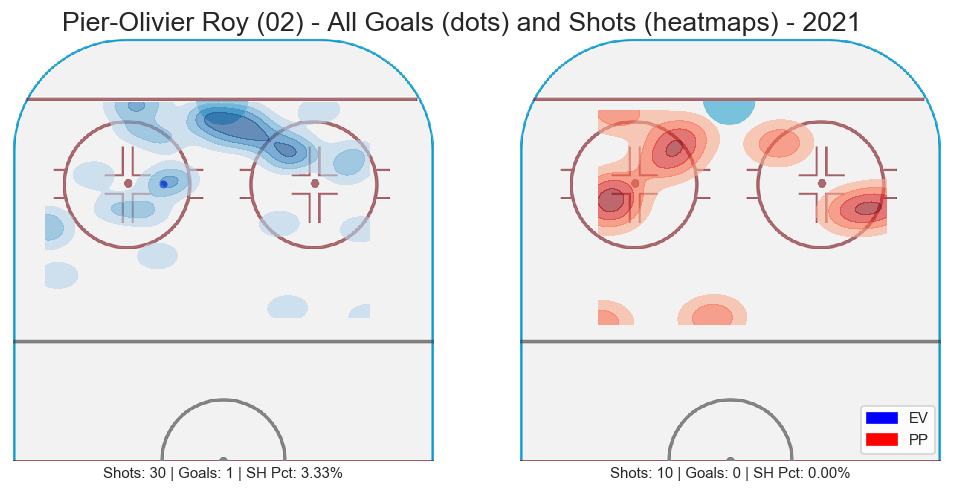 Pier-Olivier Roy (02) - All Goals (dots) and Shots (heatmaps) - 2021
EV
PP
Shots: 30 | Goals: 1 | SH Pct: 3.33%
Shots: 10 | Goals: 0 | SH Pct: 0.00%